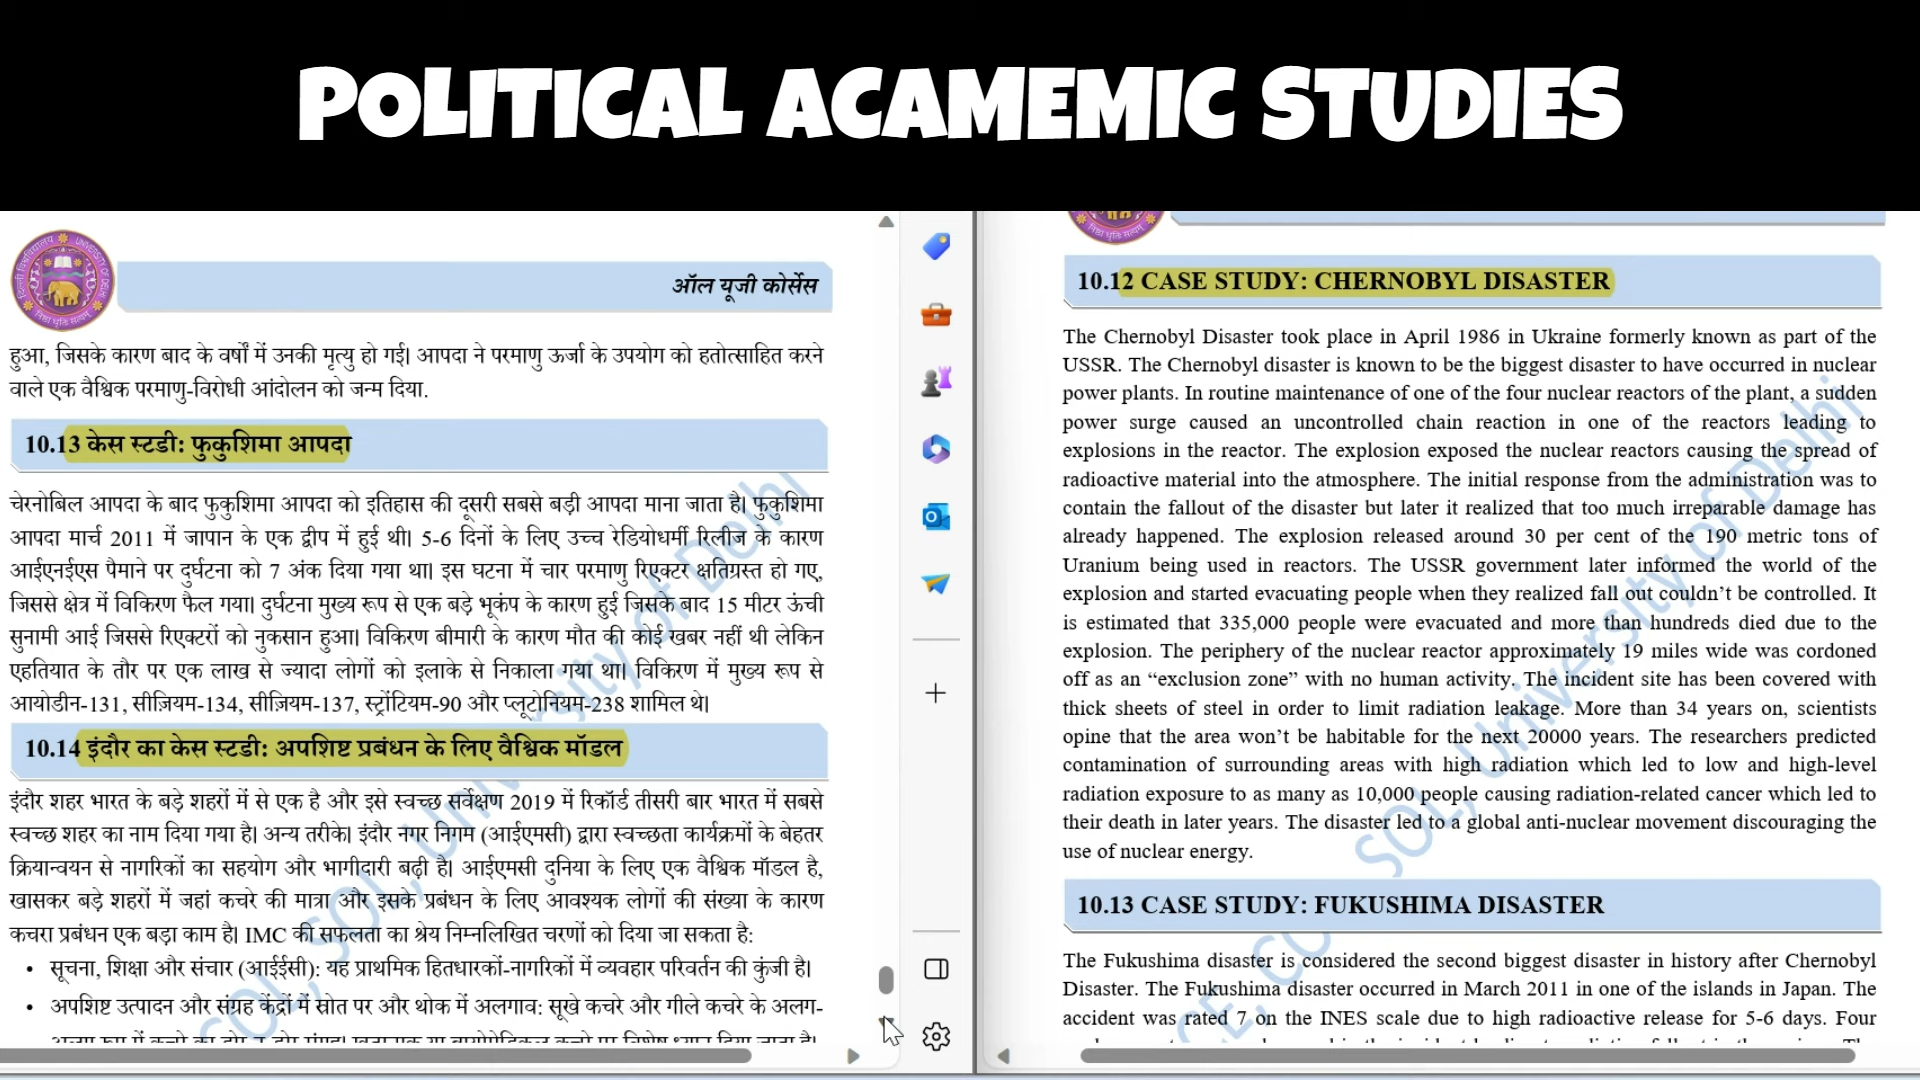 POLITICAL ACAMEMIC STUDIES
ऑल यूजी कोर्सेस
हुआ, जिसके कारण बाद के वर्षों में उनकी मृत्यु हो गई। आपदा ने परमाणु ऊर्जा के उपयोग को हतोत्साहित करने
वाले एक वैश्विक परमाणु-विरोधी आंदोलन को जन्म दिया.
10.13 केस स्टडी: फुकुशिमा आपदा
चेरनोबिल आपदा के बाद फुकुशिमा आपदा को इतिहास की दूसरी सबसे बड़ी आपदा माना जाता है। फुकुशिमा
आपदा मार्च 2011 में जापान के एक द्वीप में हुई थी। 5-6 दिनों के लिए उच्च रेडियोधर्मी रिलीज के कारण
आईएनईएस पैमाने पर दुर्घटना को 7 अंक दिया गया था। इस घटना में चार परमाणु रिएक्टर क्षतिग्रस्त हो गए,
जिससे क्षेत्र में विकिरण फैल गया। दुर्घटना मुख्य रूप से एक बड़े भूकंप के कारण हुई जिसके बाद 15 मीटर ऊंची
सुनामी आई जिससे रिएक्टरों को नुकसान हुआ। विकिरण बीमारी के कारण मौत की कोई खबर नहीं थी लेकिन
एहतियात के तौर पर एक लाख से ज्यादा लोगों को इलाके से निकाला गया था। विकिरण में मुख्य रूप से
आयोडीन-131, सीज़ियम-134, सीज़ियम-137, स्ट्रोंटियम-90 और प्लूटोनियम-238 शामिल थे।
10.14 इंदौर का केस स्टडी: अपशिष्ट प्रबंधन के लिए वैश्विक मॉडल
इंदौर शहर भारत के बड़े शहरों में से एक है और इसे स्वच्छ सर्वेक्षण 2019 में रिकॉर्ड तीसरी बार भारत में सबसे
स्वच्छ शहर का नाम दिया गया है। अन्य तरीके। इंदौर नगर निगम (आईएमसी) द्वारा स्वच्छता कार्यक्रमों के बेहतर
क्रियान्वयन से नागरिकों का सहयोग और भागीदारी बढ़ी है। आईएमसी दुनिया के लिए एक वैश्विक मॉडल है,
खासकर बड़े शहरों में जहां कचरे की मात्रा और इसके प्रबंधन के लिए आवश्यक लोगों की संख्या के कारण
कचरा प्रबंधन एक बड़ा काम है। IMC की सफलता का श्रेय निम्नलिखित चरणों को दिया जा सकता है:
• सूचना, शिक्षा और संचार (आईईसी): यह प्राथमिक हितधारकों-नागरिकों में व्यवहार परिवर्तन की कुंजी है।
• अपशिष्ट उत्पादन और संग्रह केंद्रों में स्रोत पर और थोक में अलगाव: सूखे कचरे और गीले कचरे के अलग-
10.12 CASE STUDY: CHERNOBYL DISASTER
The Chernobyl Disaster took place in April 1986 in Ukraine formerly known as part of the
USSR. The Chernobyl disaster is known to be the biggest disaster to have occurred in nuclear
power plants. In routine maintenance of one of the four nuclear reactors of the plant, a sudden
power surge caused an uncontrolled chain reaction in one of the reactors leading to
explosions in the reactor. The explosion exposed the nuclear reactors causing the spread of
radioactive material into the atmosphere. The initial response from the administration was to
contain the fallout of the disaster but later it realized that too much irreparable damage has
already happened. The explosion released around 30 per cent of the 190 metric tons of
Uranium being used in reactors. The USSR government later informed the world of the
explosion and started evacuating people when they realized fall out couldn’t be controlled. It
is estimated that 335,000 people were evacuated and more than hundreds died due to the
explosion. The periphery of the nuclear reactor approximately 19 miles wide was cordoned
off as an “exclusion zone” with no human activity. The incident site has been covered with
thick sheets of steel in order to limit radiation leakage. More than 34 years on, scientists
opine that the area won’t be habitable for the next 20000 years. The researchers predicted
contamination of surrounding areas with high radiation which led to low and high-level
radiation exposure to as many as 10,000 people causing radiation-related cancer which led to
their death in later years. The disaster led to a global anti-nuclear movement discouraging the
use of nuclear energy.
10.13 CASE STUDY: FUKUSHIMA DISASTER
The Fukushima disaster is considered the second biggest disaster in history after Chernobyl
Disaster. The Fukushima disaster occurred in March 2011 in one of the islands in Japan. The
accident was rated 7 on the INES scale due to high radioactive release for 5-6 days. Four